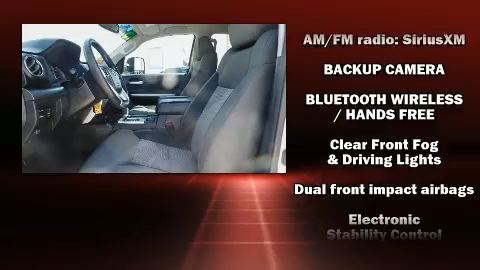 AM/FM radio: SiriusXM
BACKUP CAMERA
BLUETOOTH WIRELESS
/ HANDS FREE
Clear Front Fog
& Driving Lights
Dual front impact airbags
Electronic
Stability Control